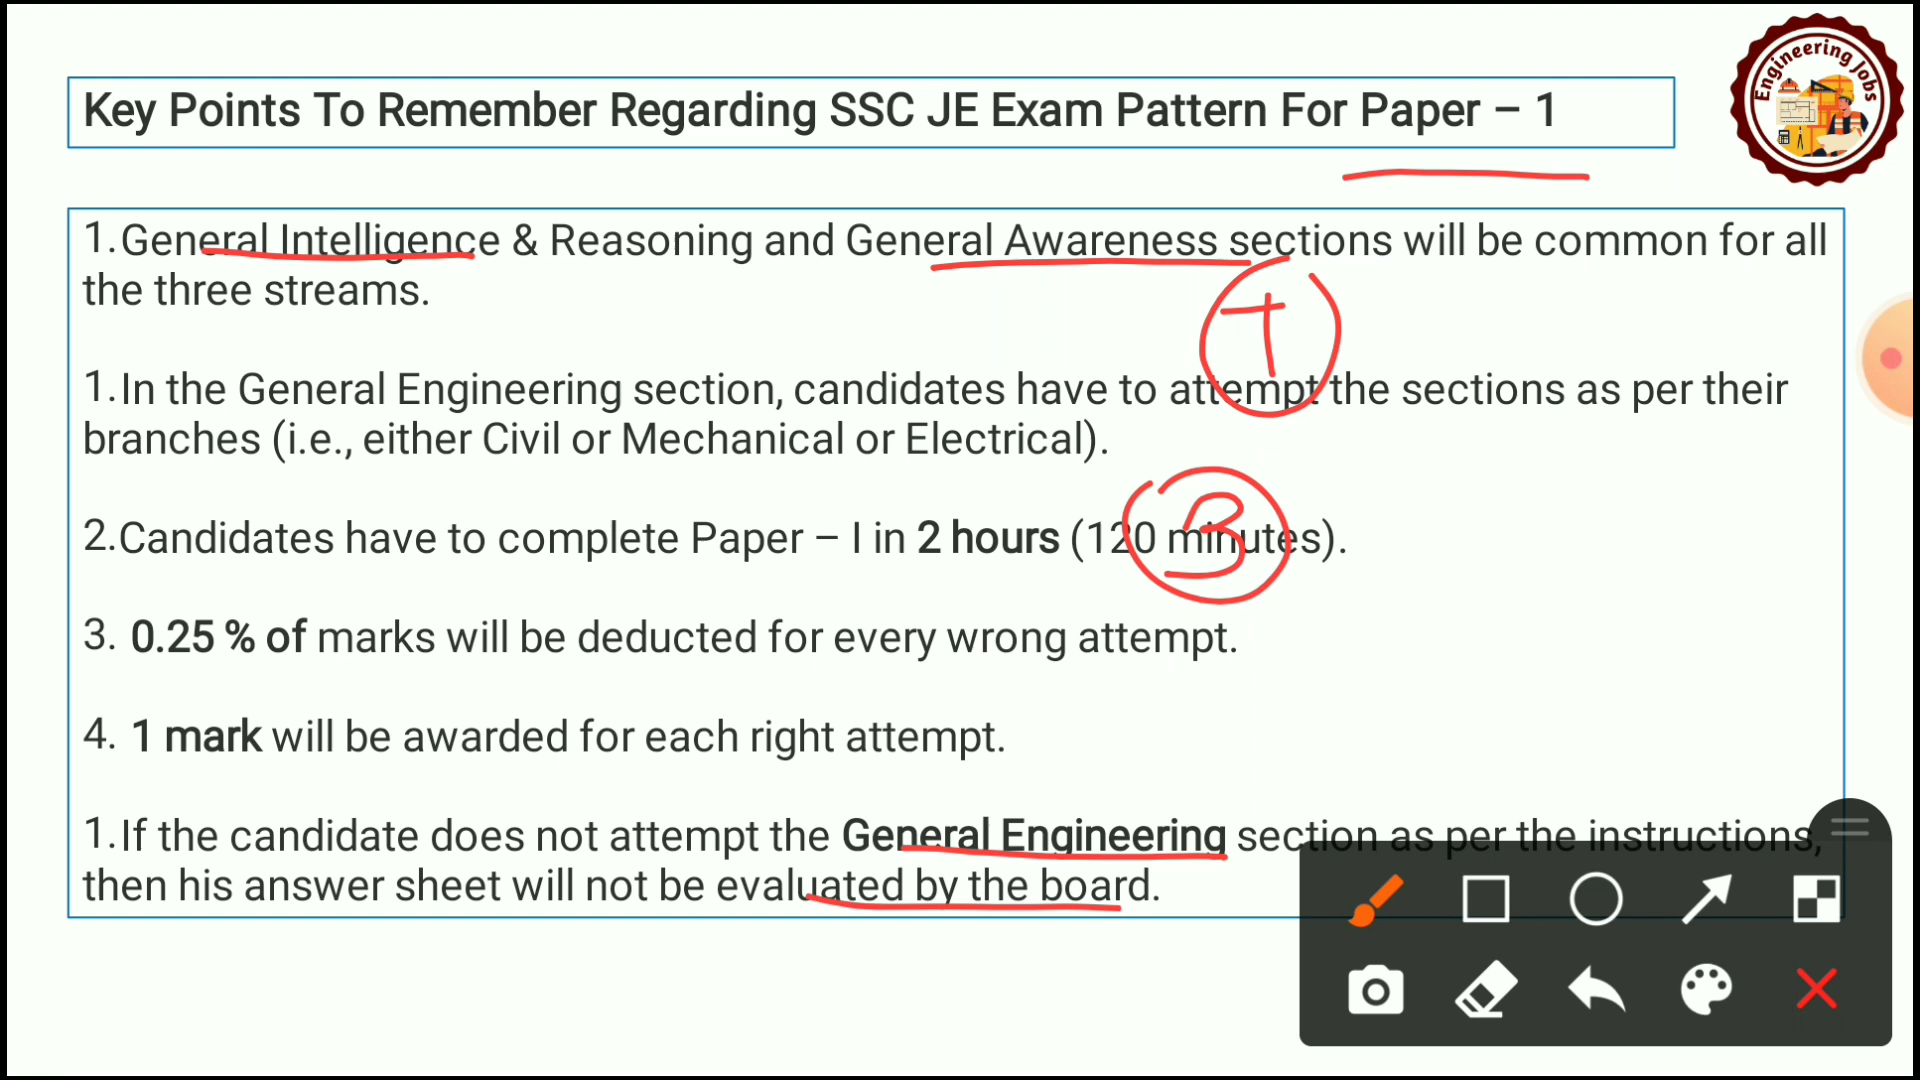 Key Points To Remember Regarding SSC JE Exam Pattern For Paper – 1
Engineering Jobs
1.General Intelligence & Reasoning and General Awareness sections will be common for all
the three streams.
T
1.In the General Engineering section, candidates have to attempt the sections as per their
branches (i.e., either Civil or Mechanical or Electrical).
3
2.Candidates have to complete Paper – I in 2 hours (120 minutes).
3. 0.25 % of marks will be deducted for every wrong attempt.
4. 1 mark will be awarded for each right attempt.
1.If the candidate does not attempt the General Engineering section as per the instructions,
then his answer sheet will not be evaluated by the board.